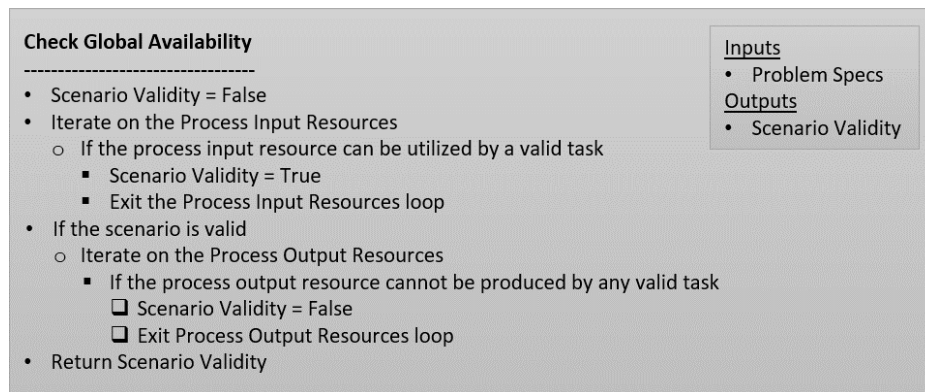 Check Global Availability
----------------------------------
• Scenario Validity = False
• Iterate on the Process Input Resources
o If the process input resource can be utilized by a valid task
▪ Scenario Validity = True
▪ Exit the Process Input Resources loop
• If the scenario is valid
o Iterate on the Process Output Resources
▪ If the process output resource cannot be produced by any valid task
❑ Scenario Validity = False
❑ Exit Process Output Resources loop
• Return Scenario Validity
Inputs
• Problem Specs
Outputs
• Scenario Validity